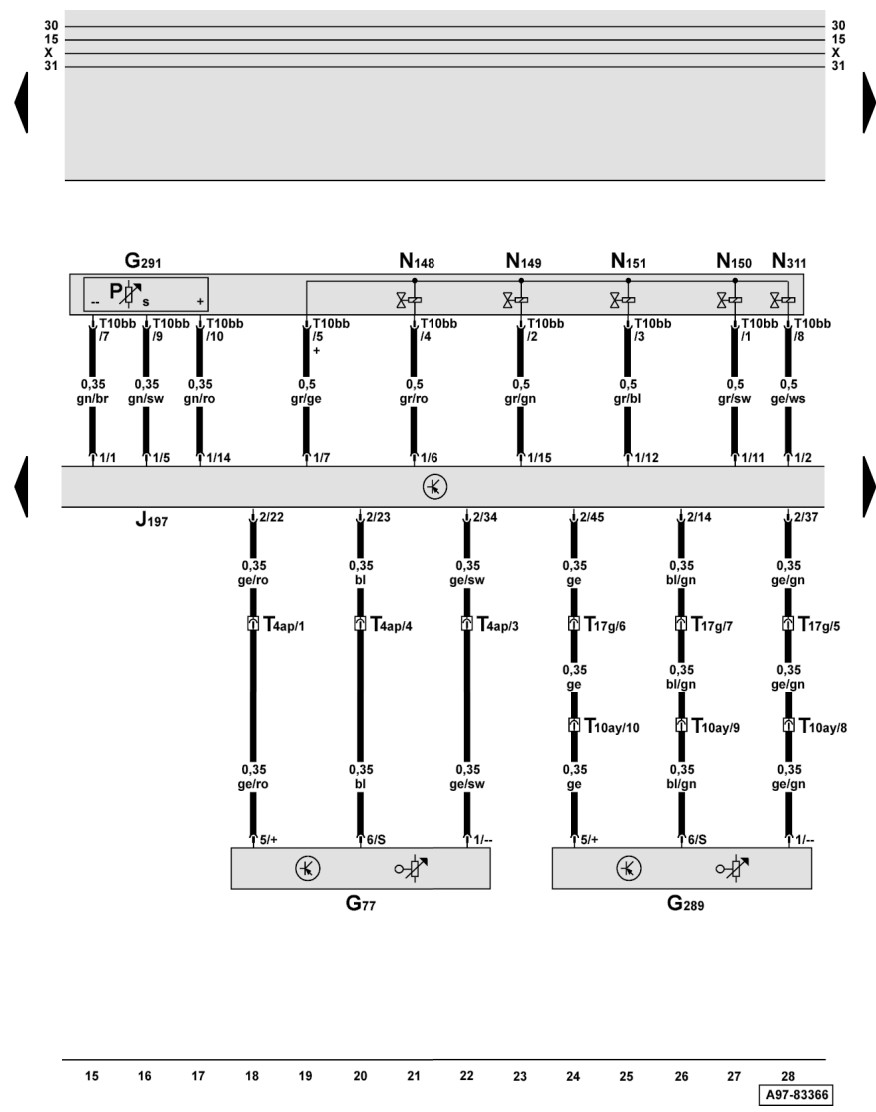 30 30
15 15
X X
31 31
G291 N148 N149 N151 N150 N311
P
-- s +
T10bb T10bb T10bb T10bb T10bb T10bb T10bb T10bb T10bb
/7 /9 /10 /5 /4 /2 /3 /1 /8
+
0,35 0,35 0,35 0,5 0,5 0,5 0,5 0,5 0,5
gn/br gn/sw gn/ro gr/ge gr/ro gr/gn gr/bl gr/sw ge/ws
1/1 1/5 1/14 1/7 1/6 1/15 1/12 1/11 1/2
J197
2/22 2/23 2/34 2/45 2/14 2/37
0,35 0,35 0,35 0,35 0,35 0,35
ge/ro bl ge/sw ge bl/gn ge/gn
T4ap/1 T4ap/4 T4ap/3 T17g/6 T17g/7 T17g/5
0,35 0,35 0,35
ge bl/gn ge/gn
T10ay/10 T10ay/9 T10ay/8
0,35 0,35 0,35 0,35 0,35 0,35
ge/ro bl ge/sw ge bl/gn ge/gn
5/+ 6/S 1/-- 5/+ 6/S 1/--
G77 G289
15 16 17 18 19 20 21 22 23 24 25 26 27 28
A97-83366